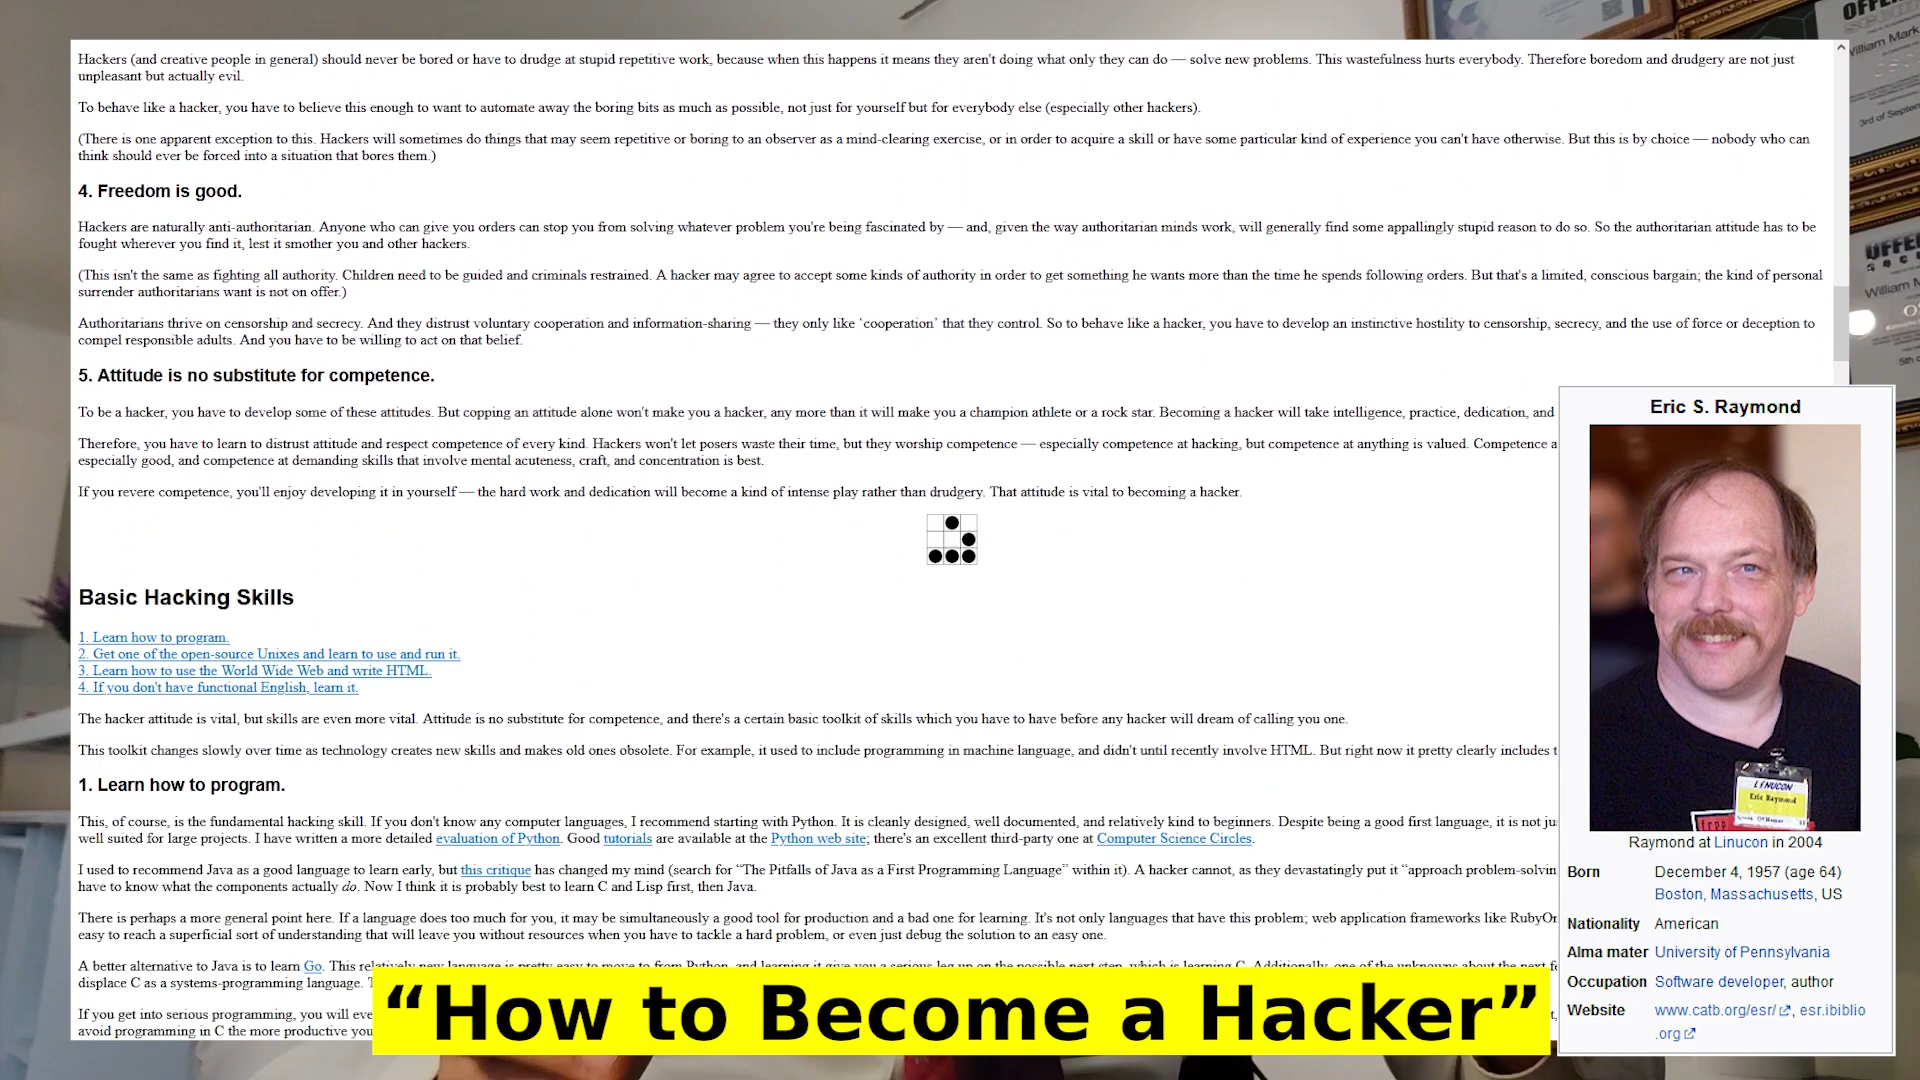 Hackers (and creative people in general) should never be bored or have to drudge at stupid repetitive work, because when this happens it means they aren't doing what only they can do — solve new problems. This wastefulness hurts everybody. Therefore boredom and drudgery are not just
unpleasant but actually evil.
To behave like a hacker, you have to believe this enough to want to automate away the boring bits as much as possible, not just for yourself but for everybody else (especially other hackers).
(There is one apparent exception to this. Hackers will sometimes do things that may seem repetitive or boring to an observer as a mind-clearing exercise, or in order to acquire a skill or have some particular kind of experience you can't have otherwise. But this is by choice — nobody who can
think should ever be forced into a situation that bores them.)
4. Freedom is good.
Hackers are naturally anti-authoritarian. Anyone who can give you orders can stop you from solving whatever problem you're being fascinated by — and, given the way authoritarian minds work, will generally find some appallingly stupid reason to do so. So the authoritarian attitude has to be
fought wherever you find it, lest it smother you and other hackers.
(This isn't the same as fighting all authority. Children need to be guided and criminals restrained. A hacker may agree to accept some kinds of authority in order to get something he wants more than the time he spends following orders. But that's a limited, conscious bargain; the kind of personal
surrender authoritarians want is not on offer.)
Authoritarians thrive on censorship and secrecy. And they distrust voluntary cooperation and information-sharing — they only like ‘cooperation’ that they control. So to behave like a hacker, you have to develop an instinctive hostility to censorship, secrecy, and the use of force or deception to
compel responsible adults. And you have to be willing to act on that belief.
5. Attitude is no substitute for competence.
To be a hacker, you have to develop some of these attitudes. But copping an attitude alone won't make you a hacker, any more than it will make you a champion athlete or a rock star. Becoming a hacker will take intelligence, practice, dedication, and
Therefore, you have to learn to distrust attitude and respect competence of every kind. Hackers won't let posers waste their time, but they worship competence — especially competence at hacking, but competence at anything is valued. Competence a
especially good, and competence at demanding skills that involve mental acuteness, craft, and concentration is best.
If you revere competence, you'll enjoy developing it in yourself — the hard work and dedication will become a kind of intense play rather than drudgery. That attitude is vital to becoming a hacker.
Basic Hacking Skills
1. Learn how to program.
2. Get one of the open-source Unixes and learn to use and run it.
3. Learn how to use the World Wide Web and write HTML.
4. If you don't have functional English, learn it.
The hacker attitude is vital, but skills are even more vital. Attitude is no substitute for competence, and there's a certain basic toolkit of skills which you have to have before any hacker will dream of calling you one.
This toolkit changes slowly over time as technology creates new skills and makes old ones obsolete. For example, it used to include programming in machine language, and didn't until recently involve HTML. But right now it pretty clearly includes t
1. Learn how to program.
This, of course, is the fundamental hacking skill. If you don't know any computer languages, I recommend starting with Python. It is cleanly designed, well documented, and relatively kind to beginners. Despite being a good first language, it is not ju
well suited for large projects. I have written a more detailed evaluation of Python. Good tutorials are available at the Python web site; there's an excellent third-party one at Computer Science Circles.
I used to recommend Java as a good language to learn early, but this critique has changed my mind (search for “The Pitfalls of Java as a First Programming Language” within it). A hacker cannot, as they devastatingly put it “approach problem-solvin
have to know what the components actually do. Now I think it is probably best to learn C and Lisp first, then Java.
There is perhaps a more general point here. If a language does too much for you, it may be simultaneously a good tool for production and a bad one for learning. It's not only languages that have this problem; web application frameworks like RubyOn
easy to reach a superficial sort of understanding that will leave you without resources when you have to tackle a hard problem, or even just debug the solution to an easy one.
A better alternative to Java is to learn Go. This relatively new language is pretty easy to move to from Python, and learning it give you a serious leg up on the possible next step, which is learning C. Additionally, one of the unknowns about the next fe
displace C as a systems-programming language.
If you get into serious programming, you will eve
avoid programming in C the more productive you
“How to Become a Hacker”
Eric S. Raymond
LINUCON
Eric Raymond
Raymond at Linucon in 2004
Born December 4, 1957 (age 64)
Boston, Massachusetts, US
Nationality American
Alma mater University of Pennsylvania
Occupation Software developer, author
Website www.catb.org/esr/, esr.ibiblio
.org
William Mark
3rd of Septem
OFFE
William M
5th o